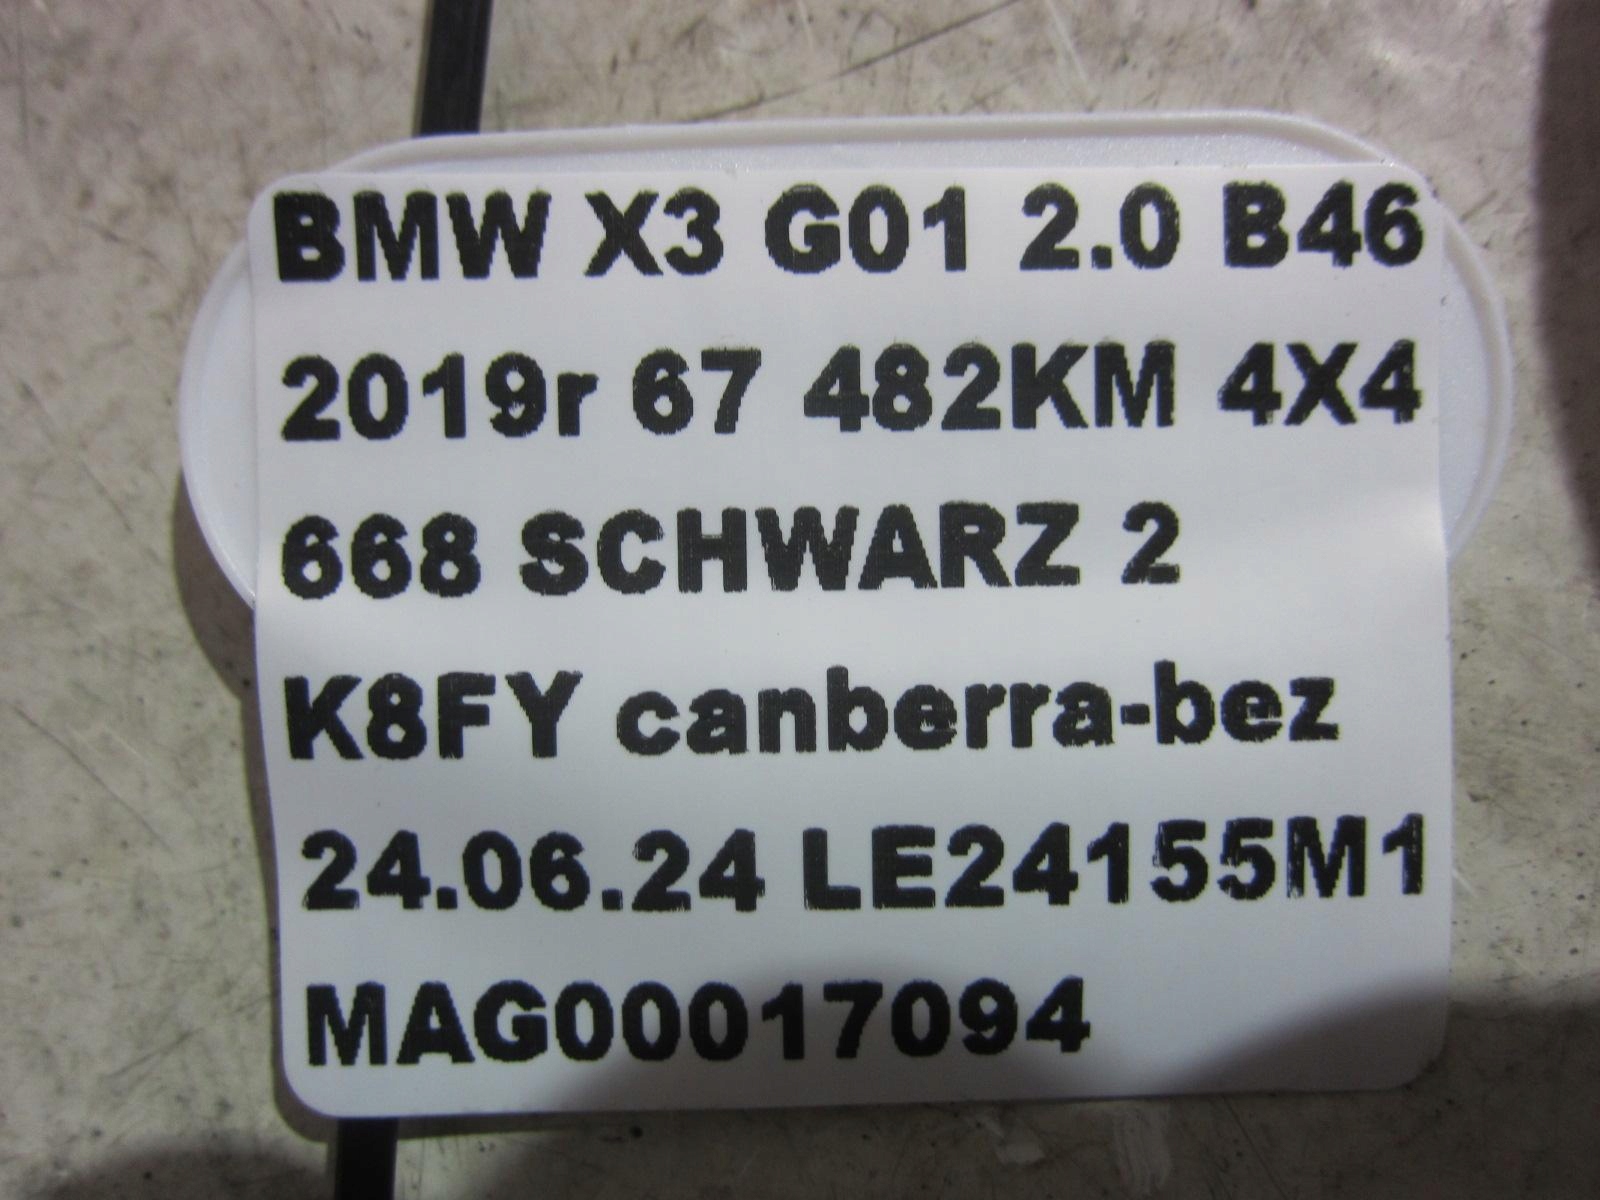 BMW X3 G01 2.0 B46
2019r 67 482KM 4X4
668 SCHWARZ 2
K8FY canberra-bez
24.06.24 LE24155M1
MAG00017094